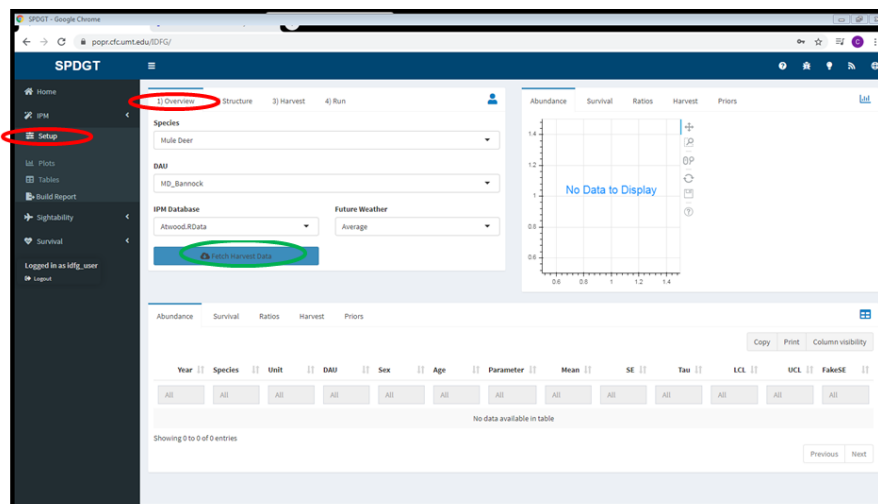 SPDGT - Google Chrome
popr.cfc.umt.edu/IDFG/
C
SPDGT
Home
IPM
Setup
Plots
Tables
Build Report
Sightability
Survival
Logged in as idfg_user
Logout
1) Overview Structure 3) Harvest 4) Run
Species
Mule Deer
DAU
MD_Bannock
IPM Database Future Weather
Atwood.RData Average
Fetch Harvest Data
Abundance Survival Ratios Harvest Priors
1.4
1.2
1
0.8
0.6
0.6 0.8 1 1.2 1.4
No Data to Display
Abundance Survival Ratios Harvest Priors
Copy Print Column visibility
Year Species Unit DAU Sex Age Parameter Mean SE Tau LCL UCL FakeSE
All All All All All All All All All All All All All
No data available in table
Showing 0 to 0 of 0 entries
Previous Next